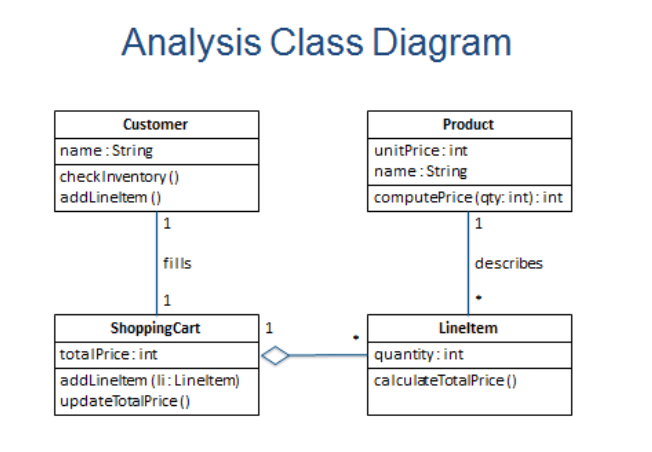 Analysis Class Diagram
Customer
name : String
checkInventory ()
addLineItem ()
Product
unitPrice : int
name : String
computePrice (qty: int) : int
1
fills
1
1
describes
*
ShoppingCart
totalPrice : int
addLineItem (li : LineItem)
updateTotalPrice ()
1
*
LineItem
quantity : int
calculateTotalPrice ()